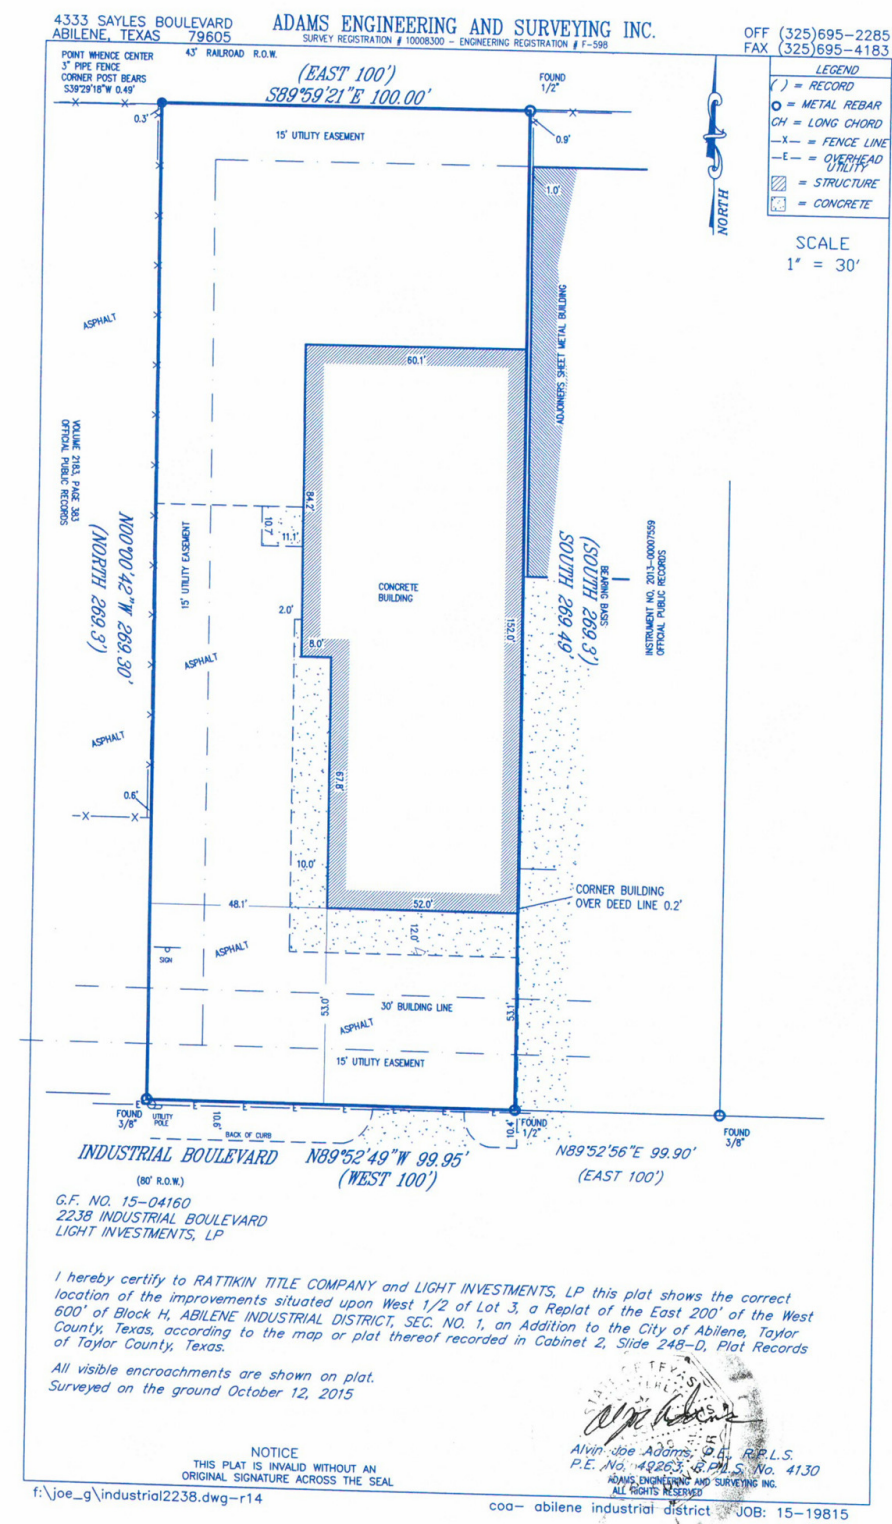 4333 SAYLES BOULEVARD
ABILENE, TEXAS 79605
ADAMS ENGINEERING AND SURVEYING INC.
SURVEY REGISTRATION # 10008300 - ENGINEERING REGISTRATION # F-598
OFF (325)695-2285
FAX (325)695-4183
POINT WHENCE CENTER
3" PIPE FENCE
CORNER POST BEARS
S39°29'18"W 0.49'
43' RAILROAD R.O.W.
(EAST 100')
S89°59'21"E 100.00'
FOUND
1/2"
LEGEND
( ) = RECORD
O = METAL REBAR
CH = LONG CHORD
-X- = FENCE LINE
-E- = OVERHEAD
UTILITY
= STRUCTURE
= CONCRETE
NORTH
SCALE
1" = 30'
0.3'
15' UTILITY EASEMENT
0.9'
1.0'
ADJOINERS SHEET METAL BUILDING
ASPHALT
60.1'
VOLUME 2183, PAGE 383
OFFICIAL PUBLIC RECORDS
N00°00'42"W 269.30'
(NORTH 269.3')
15' UTILITY EASEMENT
84.2'
10.7'
11.1'
CONCRETE
BUILDING
2.0'
8.0'
152.0'
BEARING BASIS
(SOUTH 269.3')
SOUTH 269.49'
INSTRUMENT NO. 2013-00007559
OFFICIAL PUBLIC RECORDS
ASPHALT
ASPHALT
0.6'
67.8'
10.0'
48.1'
52.0'
CORNER BUILDING
OVER DEED LINE 0.2'
12.0'
SIGN
ASPHALT
53.0'
30' BUILDING LINE
53.1'
ASPHALT
15' UTILITY EASEMENT
E E E E E E E
FOUND
3/8"
UTILITY
POLE
10.6'
BACK OF CURB
10.4'
FOUND
1/2"
FOUND
3/8"
INDUSTRIAL BOULEVARD
(80' R.O.W.)
N89°52'49"W 99.95'
(WEST 100')
N89°52'56"E 99.90'
(EAST 100')
G.F. NO. 15-04160
2238 INDUSTRIAL BOULEVARD
LIGHT INVESTMENTS, LP
I hereby certify to RATTIKIN TITLE COMPANY and LIGHT INVESTMENTS, LP this plat shows the correct
location of the improvements situated upon West 1/2 of Lot 3, a Replat of the East 200' of the West
600' of Block H, ABILENE INDUSTRIAL DISTRICT, SEC. NO. 1, an Addition to the City of Abilene, Taylor
County, Texas, according to the map or plat thereof recorded in Cabinet 2, Slide 248-D, Plat Records
of Taylor County, Texas.
All visible encroachments are shown on plat.
Surveyed on the ground October 12, 2015
NOTICE
THIS PLAT IS INVALID WITHOUT AN
ORIGINAL SIGNATURE ACROSS THE SEAL
Alvin Joe Adams, P.E., R.P.L.S.
P.E. No. 49263, R.P.L.S. No. 4130
ADAMS ENGINEERING AND SURVEYING INC.
ALL RIGHTS RESERVED
f:\joe_g\industrial2238.dwg-r14
coa- abilene industrial district JOB: 15-19815